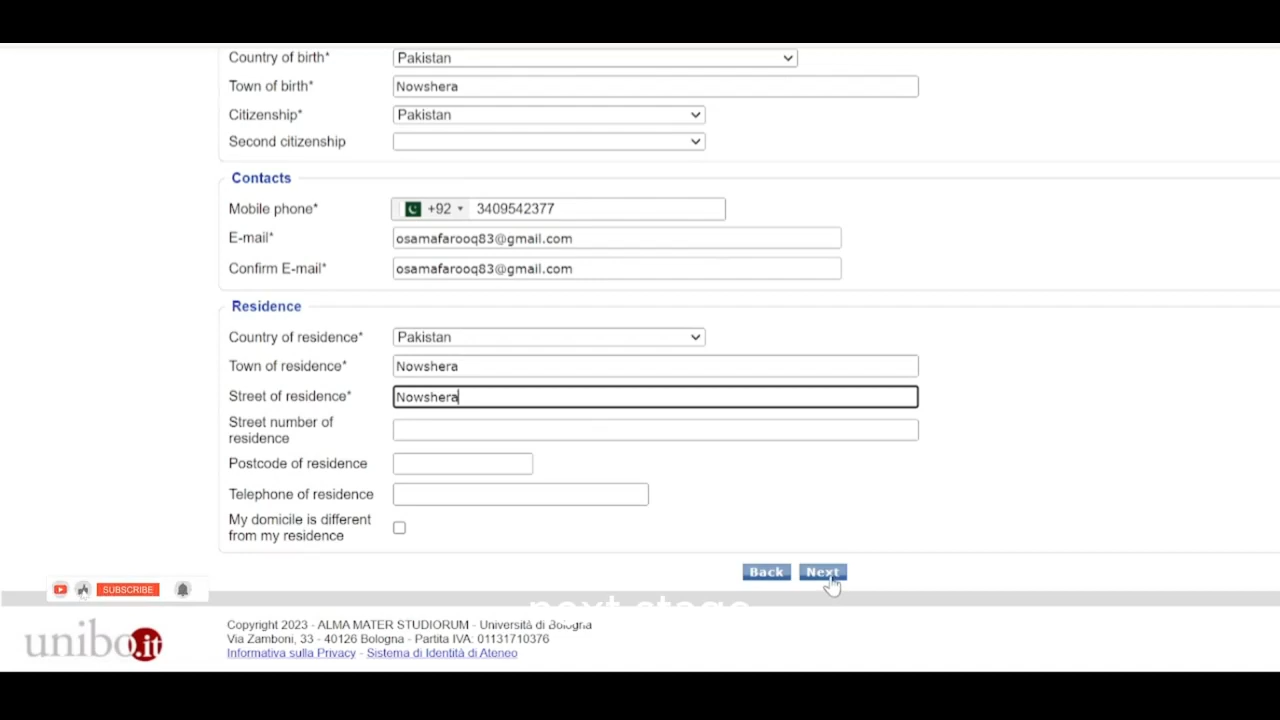 Country of birth* Pakistan
Town of birth* Nowshera
Citizenship* Pakistan
Second citizenship
Contacts
Mobile phone* +92 3409542377
E-mail* osamafarooq83@gmail.com
Confirm E-mail* osamafarooq83@gmail.com
Residence
Country of residence* Pakistan
Town of residence* Nowshera
Street of residence* Nowshera
Street number of
residence
Postcode of residence
Telephone of residence
My domicile is different
from my residence
Back Next
SUBSCRIBE
next stage
unibo.it
Copyright 2023 - ALMA MATER STUDIORUM - Università di Bologna
Via Zamboni, 33 - 40126 Bologna - Partita IVA: 01131710376
Informativa sulla Privacy - Sistema di Identità di Ateneo